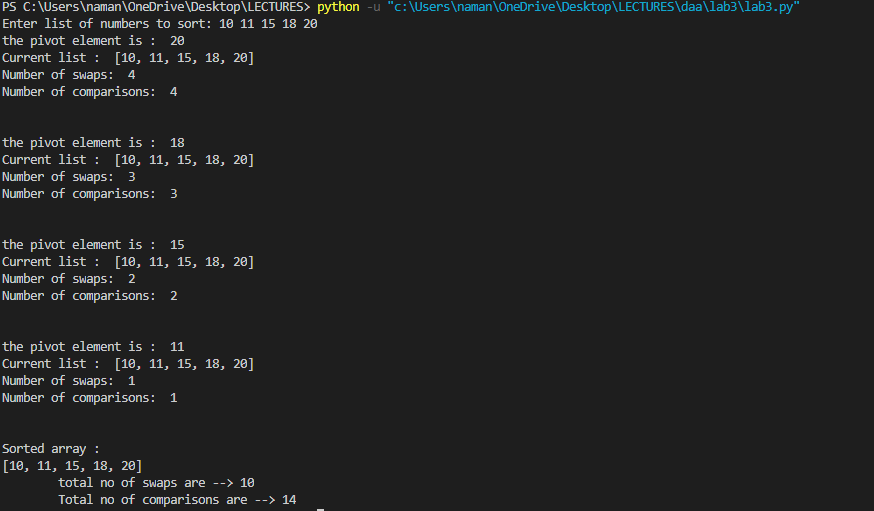 PS C:\Users\naman\OneDrive\Desktop\LECTURES> python -u "c:\Users\naman\OneDrive\Desktop\LECTURES\daa\lab3\lab3.py"
Enter list of numbers to sort: 10 11 15 18 20
the pivot element is :  20
Current list :  [10, 11, 15, 18, 20]
Number of swaps:  4
Number of comparisons:  4
the pivot element is :  18
Current list :  [10, 11, 15, 18, 20]
Number of swaps:  3
Number of comparisons:  3
the pivot element is :  15
Current list :  [10, 11, 15, 18, 20]
Number of swaps:  2
Number of comparisons:  2
the pivot element is :  11
Current list :  [10, 11, 15, 18, 20]
Number of swaps:  1
Number of comparisons:  1
Sorted array :
[10, 11, 15, 18, 20]
total no of swaps are --> 10
Total no of comparisons are --> 14